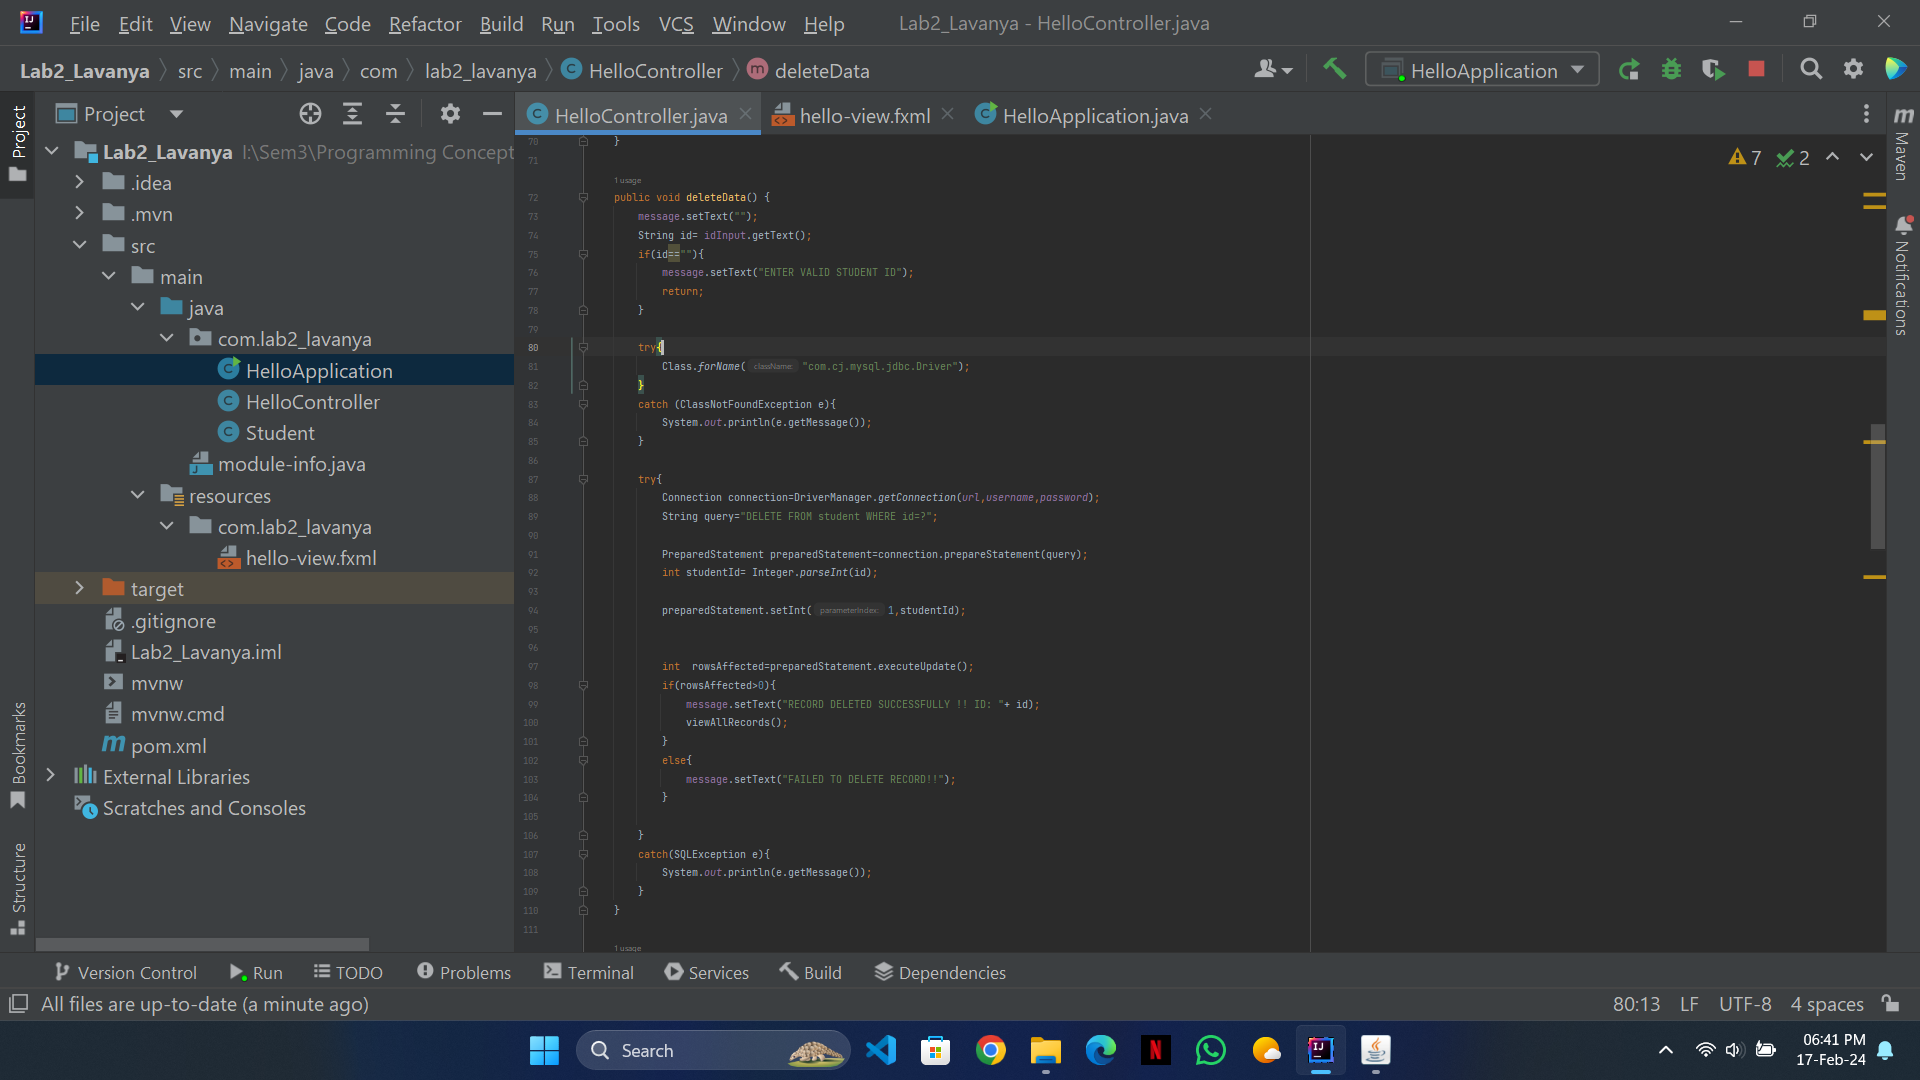 File Edit View Navigate Code Refactor Build Run Tools VCS Window Help Lab2_Lavanya - HelloController.java
Lab2_Lavanya src main java com lab2_lavanya HelloController deleteData HelloApplication
Project
HelloController.java hello-view.fxml HelloApplication.java
Lab2_Lavanya I:\Sem3\Programming Concept
.idea
.mvn
src
main
java
com.lab2_lavanya
HelloApplication
HelloController
Student
module-info.java
resources
com.lab2_lavanya
hello-view.fxml
target
.gitignore
Lab2_Lavanya.iml
mvnw
mvnw.cmd
pom.xml
External Libraries
Scratches and Consoles
Project
Bookmarks
Structure
7 2
70 }
71
1 usage
72 public void deleteData() {
73 message.setText("");
74 String id= idInput.getText();
75 if(id==""){
76 message.setText("ENTER VALID STUDENT ID");
77 return;
78 }
79
80 try{
81 Class.forName( className: "com.cj.mysql.jdbc.Driver");
82 }
83 catch (ClassNotFoundException e){
84 System.out.println(e.getMessage());
85 }
86
87 try{
88 Connection connection=DriverManager.getConnection(url,username,password);
89 String query="DELETE FROM student WHERE id=?";
90
91 PreparedStatement preparedStatement=connection.prepareStatement(query);
92 int studentId= Integer.parseInt(id);
93
94 preparedStatement.setInt( parameterIndex: 1,studentId);
95
96
97 int rowsAffected=preparedStatement.executeUpdate();
98 if(rowsAffected>0){
99 message.setText("RECORD DELETED SUCCESSFULLY !! ID: "+ id);
100 viewAllRecords();
101 }
102 else{
103 message.setText("FAILED TO DELETE RECORD!!");
104 }
105
106 }
107 catch(SQLException e){
108 System.out.println(e.getMessage());
109 }
110 }
111
1 usage
Maven
Notifications
Version Control Run TODO Problems Terminal Services Build Dependencies
All files are up-to-date (a minute ago) 80:13 LF UTF-8 4 spaces
Search
06:41 PM
17-Feb-24